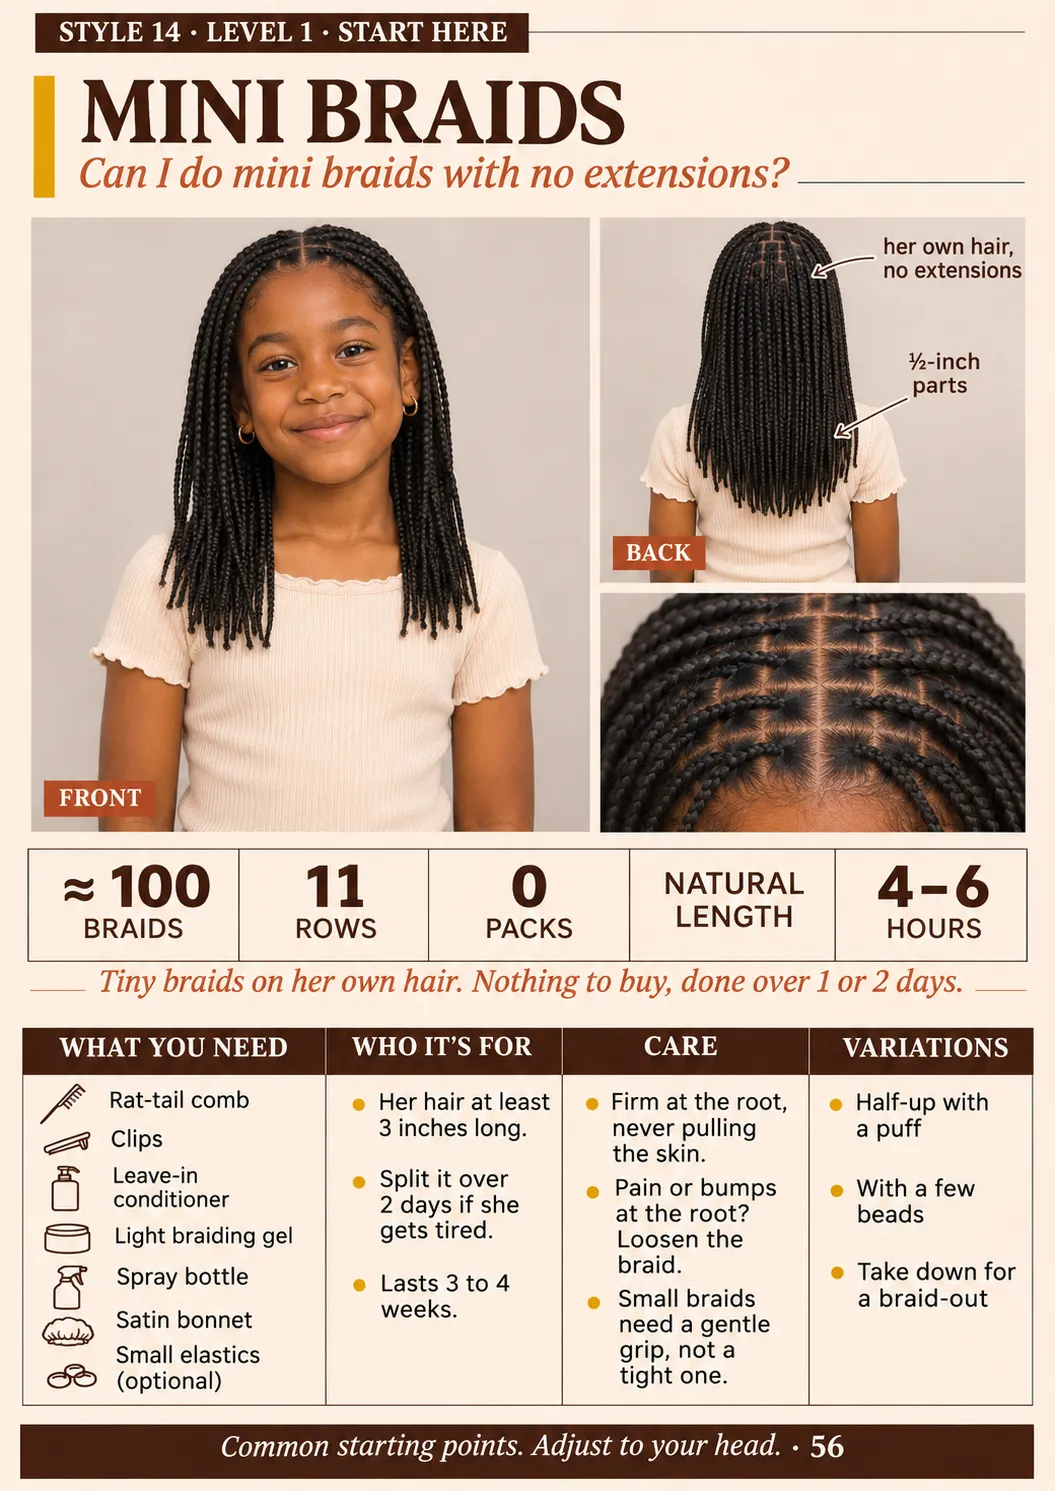 STYLE 14 · LEVEL 1 · START HERE
MINI BRAIDS
Can I do mini braids with no extensions?
her own hair,
no extensions
½-inch
parts
BACK
FRONT
≈ 100
BRAIDS
11
ROWS
0
PACKS
NATURAL
LENGTH
4–6
HOURS
Tiny braids on her own hair. Nothing to buy, done over 1 or 2 days.
WHAT YOU NEED
Rat-tail comb
Clips
Leave-in
conditioner
Light braiding gel
Spray bottle
Satin bonnet
Small elastics
(optional)
WHO IT'S FOR
Her hair at least
3 inches long.
Split it over
2 days if she
gets tired.
Lasts 3 to 4
weeks.
CARE
Firm at the root,
never pulling
the skin.
Pain or bumps
at the root?
Loosen the
braid.
Small braids
need a gentle
grip, not a
tight one.
VARIATIONS
Half-up with
a puff
With a few
beads
Take down for
a braid-out
Common starting points. Adjust to your head. · 56